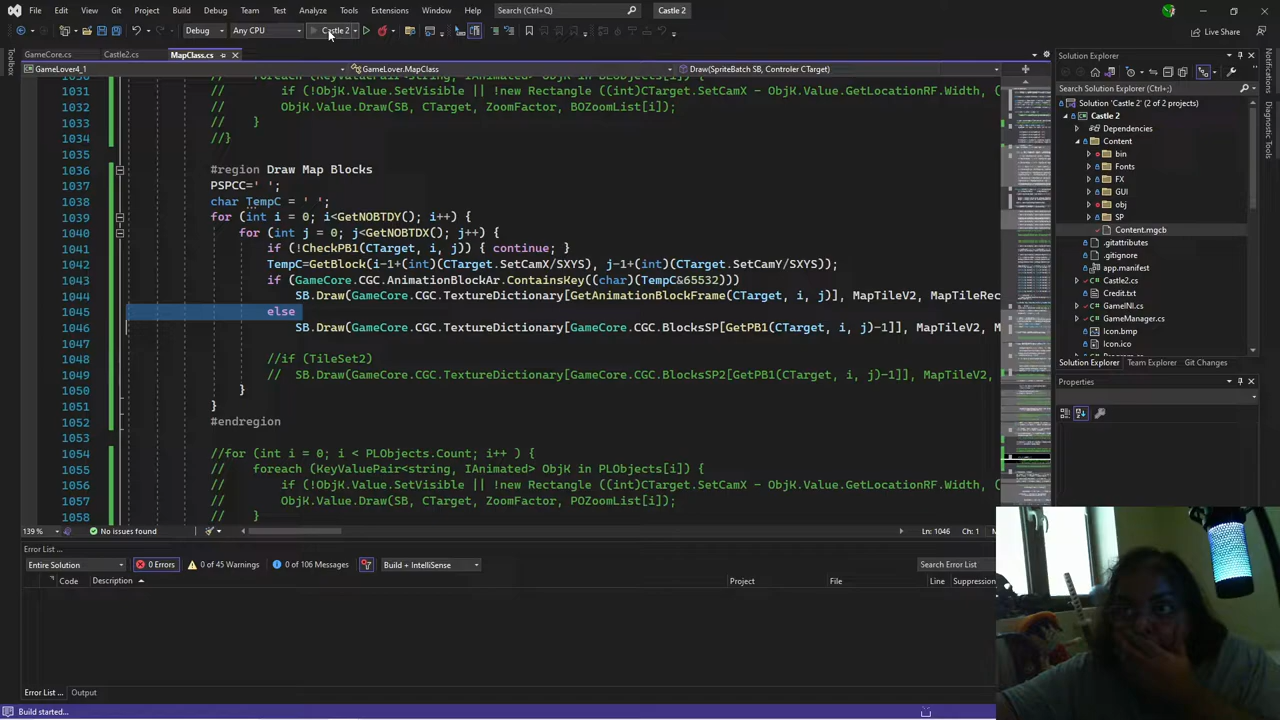 File Edit View Git Project Build Debug Team Test Analyze Tools Extensions Window Help Search (Ctrl+Q) Castle 2
Debug Any CPU Castle 2 Live Share
GameCore.cs Castle2.cs MapClass.cs
GameLover4_1 GameLover.MapClass Draw(SpriteBatch SB, Controler CTarget)
1031 // if (!ObjK.Value.SetVisible || !new Rectangle ((int)CTarget.SetCamX - ObjK.Value.GetLocationRF.Width, (
1032 // ObjK.Value.Draw(SB, CTarget, ZoomFactor, BOZoomList[i]);
1033 // }
1034 //}
1035
1036 #region Draw Map Blocks
1037 PSPCC=' ';
1038 char TempC = ' ';
1039 for (int i = 0; i<GetNOBTDY(); i++) {
1040 for (int j = 0; j<GetNOBTDX(); j++) {
1041 if (!CheckPB1(CTarget, i, j)) { continue; }
1042 (i-1+(int)(CTarget.SetCamX/SXYS), j-1+(int)(CTarget.SetCamY/SXYS));
1043 if (GameCore.CGC.AnimationBlock ((char)(TempC&65532)))
1044 SB.Draw(GameCore.CGC.TextureDictionary[GetAnimationBlockFrame(CTarget, i, j)], MapTileV2, MapTileRec
1045 else
1046 SB.Draw(GameCore.CGC.TextureDictionary[GameCore.CGC.BlocksSP[GetPB1(CTarget, i, j)-1]], MapTileV2, M
1047
1048 //if (TileSet2)
1049 // SB.Draw(GameCore.CGC.TextureDictionary[GameCore.CGC.BlocksSP2[GetPB1(CTarget, i, j)-1]], MapTileV2,
1050 }
1051 }
1052 #endregion
1053
1054 //for (int i = 0; i < PLObjects.Count; i++ ) {
1055 // foreach (KeyValuePair<string, IAnimated> ObjK in PLObjects[i]) {
1056 // if (!ObjK.Value.SetVisible || !new Rectangle ((int)CTarget.SetCamX - ObjK.Value.GetLocationRF.Width, (
1057 // ObjK.Value.Draw(SB, CTarget, ZoomFactor, POZoomList[i]);
1058 // }
139 % No issues found Ln: 1046 Ch: 1
Error List ...
Entire Solution 0 Errors 0 of 45 Warnings 0 of 106 Messages Build + IntelliSense Search Error List
Code Description Project File Line Suppression
Error List ... Output
Build started...
Toolbox
Solution Explorer
Search Solution Explorer (Ctrl+;)
Solution 'Castle 2' (2 of 2 projects)
Castle 2
Dependencies
Content
bin
Fonts
FX
GUI
obj
SP
Content.mgcb
.gitattributes
.gitignore
app.manifest
Castle2.cs
Credit.txt
GameNI.cs
GameManager.cs
Icon.bmp
Icon.ico
Solution Explorer Team Explorer Git Changes
Properties
Notifications
Diagnostic Tools